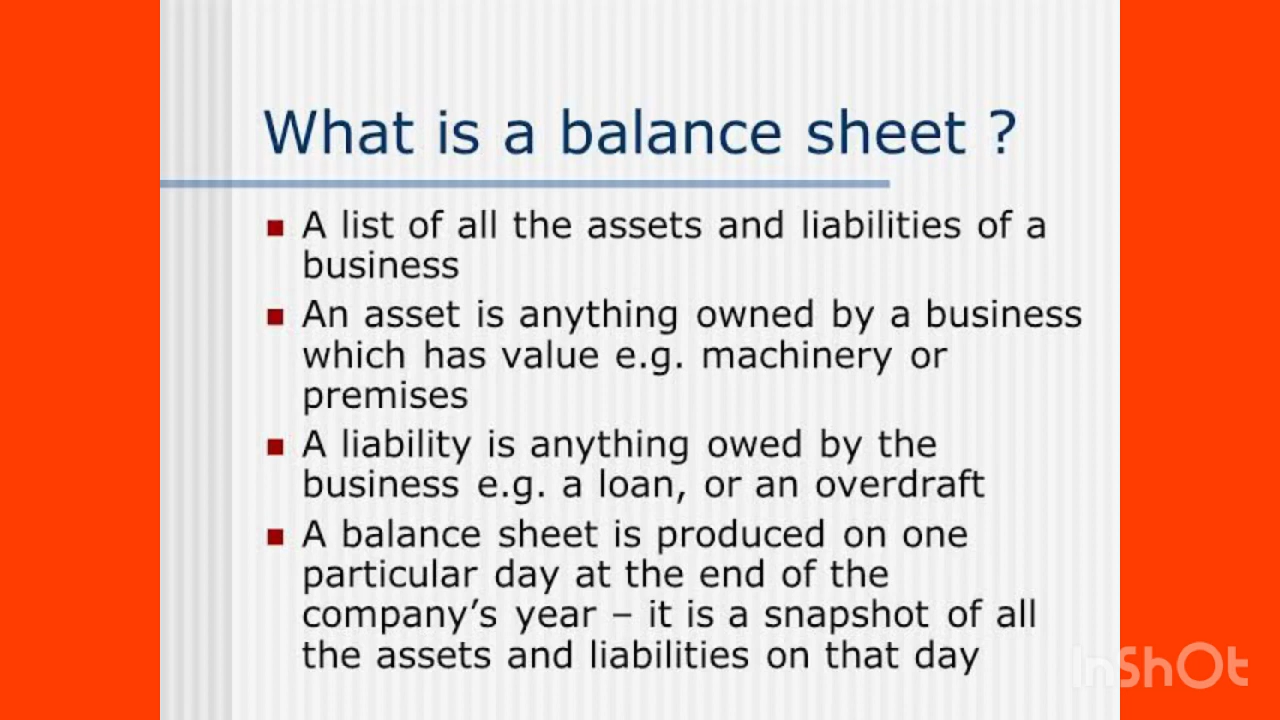 What is a balance sheet ?
A list of all the assets and liabilities of a
business
An asset is anything owned by a business
which has value e.g. machinery or
premises
A liability is anything owed by the
business e.g. a loan, or an overdraft
A balance sheet is produced on one
particular day at the end of the
company’s year – it is a snapshot of all
the assets and liabilities on that day
InShOt